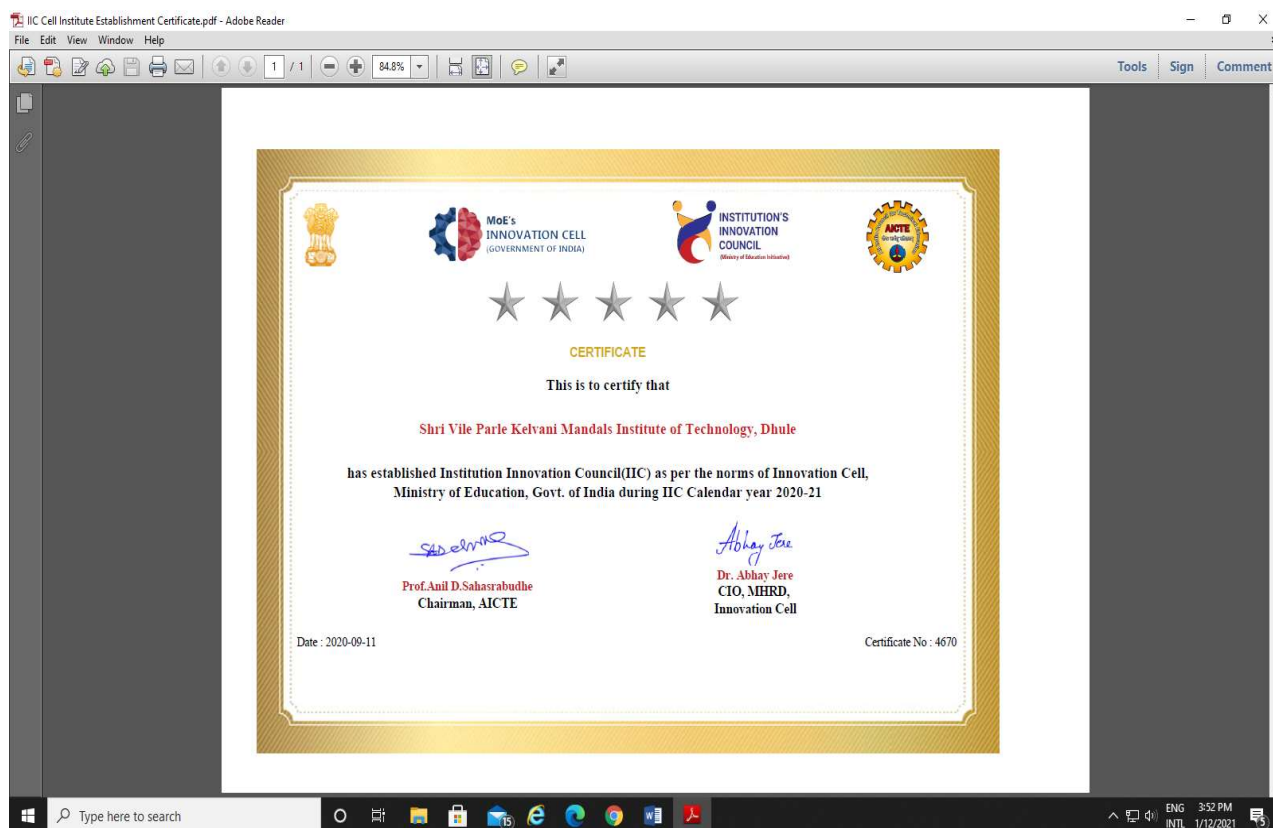 IIC Cell Institute Establishment Certificate.pdf - Adobe Reader
File Edit View Window Help
1 / 1 84.8% Tools Sign Comment
MoE's
INNOVATION CELL
(GOVERNMENT OF INDIA)
INSTITUTION'S
INNOVATION
COUNCIL
(Ministry of Education Initiative)
AICTE
CERTIFICATE
This is to certify that
Shri Vile Parle Kelvani Mandals Institute of Technology, Dhule
has established Institution Innovation Council(IIC) as per the norms of Innovation Cell,
Ministry of Education, Govt. of India during IIC Calendar year 2020-21
Abhay Jere
Prof.Anil D.Sahasrabudhe
Chairman, AICTE
Dr. Abhay Jere
CIO, MHRD,
Innovation Cell
Date : 2020-09-11
Certificate No : 4670
Type here to search
15
ENG 3:52 PM
INTL 1/12/2021
5